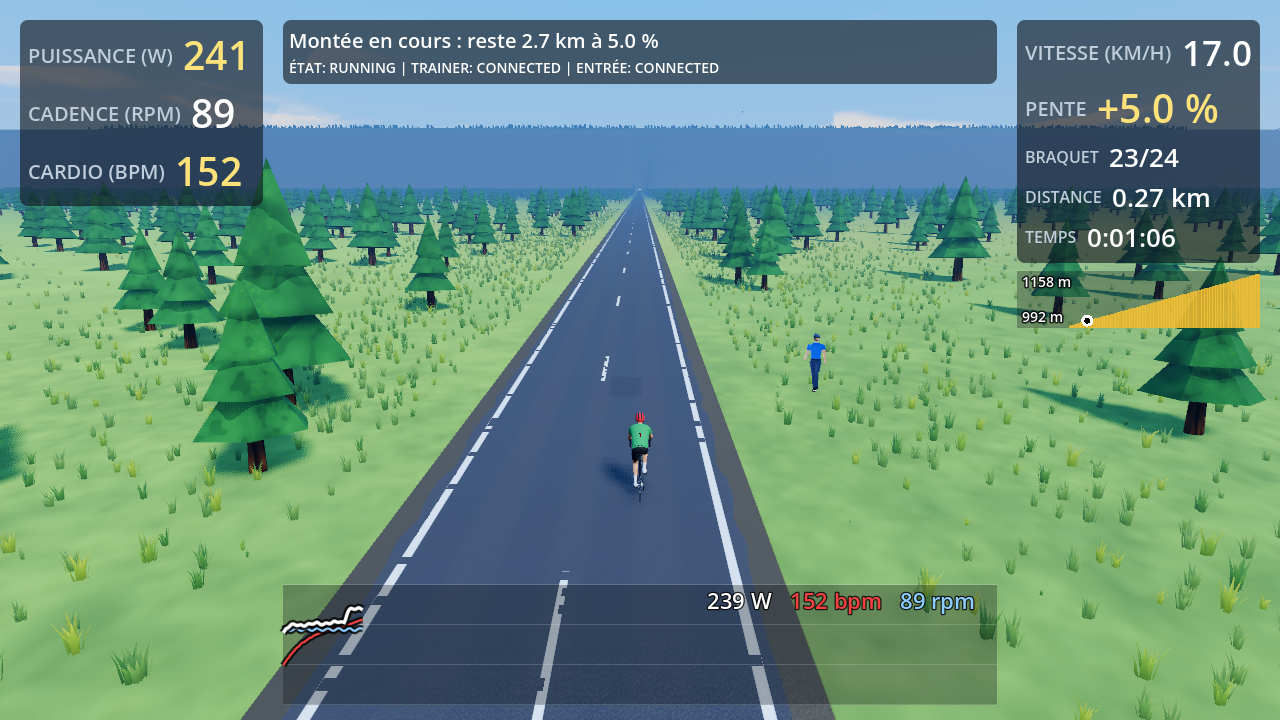 PUISSANCE (W) 241
CADENCE (RPM) 89
CARDIO (BPM) 152
Montée en cours : reste 2.7 km à 5.0 %
ÉTAT: RUNNING | TRAINER: CONNECTED | ENTRÉE: CONNECTED
VITESSE (KM/H) 17.0
PENTE +5.0 %
BRAQUET 23/24
DISTANCE 0.27 km
TEMPS 0:01:06
1158 m
992 m
239 W 152 bpm 89 rpm